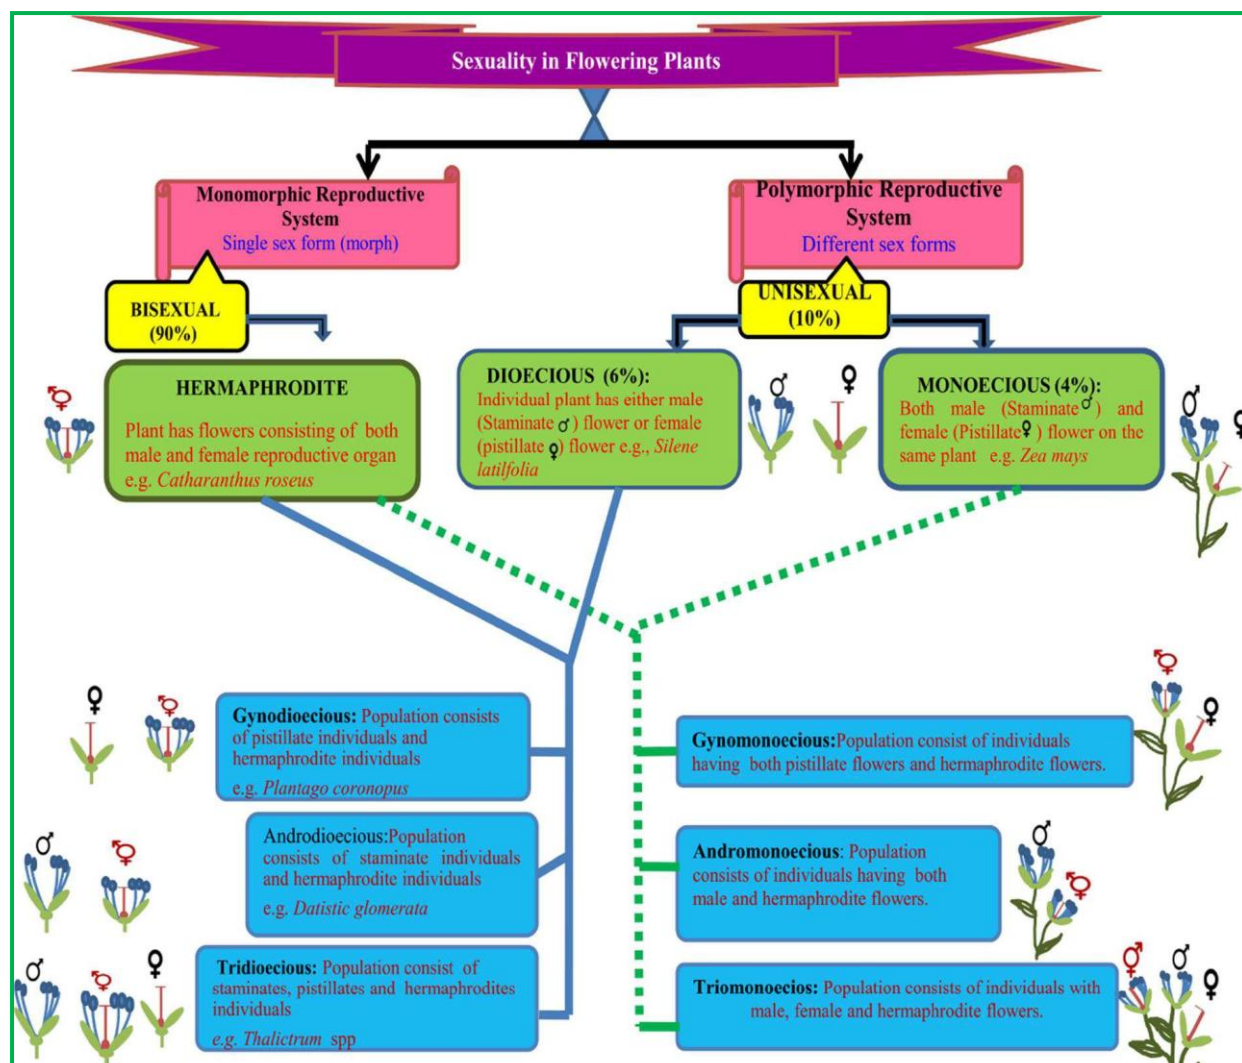 Sexuality in Flowering Plants
Monomorphic Reproductive
System
Single sex form (morph)
Polymorphic Reproductive
System
Different sex forms
BISEXUAL
(90%)
UNISEXUAL
(10%)
HERMAPHRODITE
Plant has flowers consisting of both
male and female reproductive organ
e.g. Catharanthus roseus
DIOECIOUS (6%):
Individual plant has either male
(Staminate ♂) flower or female
(pistillate ♀) flower e.g., Silene
latilfolia
MONOECIOUS (4%):
Both male (Staminate ♂) and
female (Pistillate ♀) flower on the
same plant e.g. Zea mays
Gynodioecious: Population consists
of pistillate individuals and
hermaphrodite individuals
e.g. Plantago coronopus
Androdioecious:Population
consists of staminate individuals
and hermaphrodite individuals
e.g. Datistic glomerata
Tridioecious: Population consist of
staminates, pistillates and hermaphrodites
individuals
e.g. Thalictrum spp
Gynomonoecious:Population consist of individuals
having both pistillate flowers and hermaphrodite flowers.
Andromonoecious: Population
consists of individuals having both
male and hermaphrodite flowers.
Triomonoecios: Population consists of individuals with
male, female and hermaphrodite flowers.